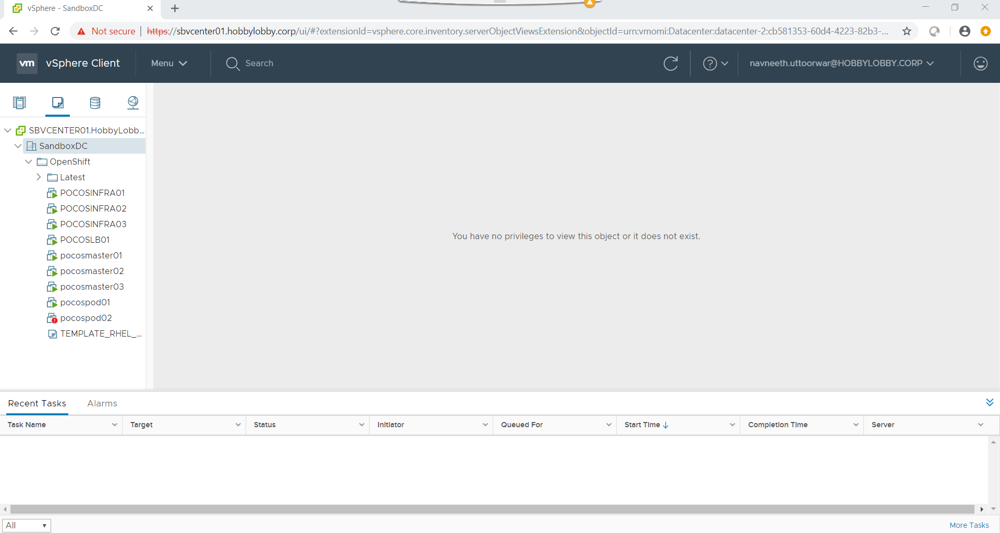 vSphere - SandboxDC
Not secure https://sbvcenter01.hobbylobby.corp/ui/#?extensionId=vsphere.core.inventory.serverObjectViewsExtension&objectId=urn:vmomi:Datacenter:datacenter-2:cb581353-60d4-4223-82b3-...
vm vSphere Client Menu Search navneeth.uttoorwar@HOBBYLOBBY.CORP
SBVCENTER01.HobbyLobb...
SandboxDC
OpenShift
Latest
POCOSINFRA01
POCOSINFRA02
POCOSINFRA03
POCOSLB01
pocosmaster01
pocosmaster02
pocosmaster03
pocospod01
pocospod02
TEMPLATE_RHEL_...
You have no privileges to view this object or it does not exist.
Recent Tasks Alarms
Task Name Target Status Initiator Queued For Start Time Completion Time Server
All
More Tasks